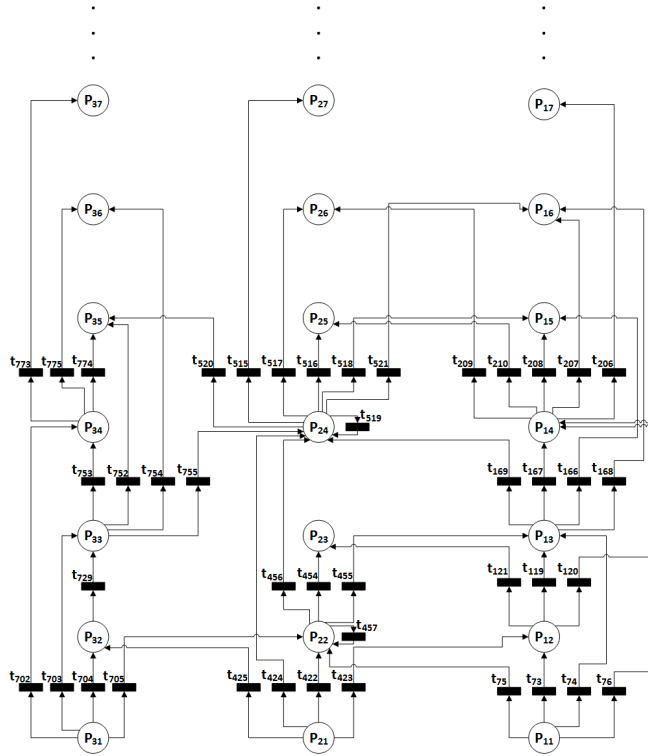 P37 P27 P17
P36 P26 P16
P35 P25 P15
t773 t775 t774 t520 t515 t517 t516 t518 t521 t209 t210 t208 t207 t206
P34 P24 t519 P14
t753 t752 t754 t755 t169 t167 t166 t168
P33 P23 P13
t729 t456 t454 t455 t121 t119 t120
P32 P22 t457 P12
t702 t703 t704 t705 t425 t424 t422 t423 t75 t73 t74 t76
P31 P21 P11